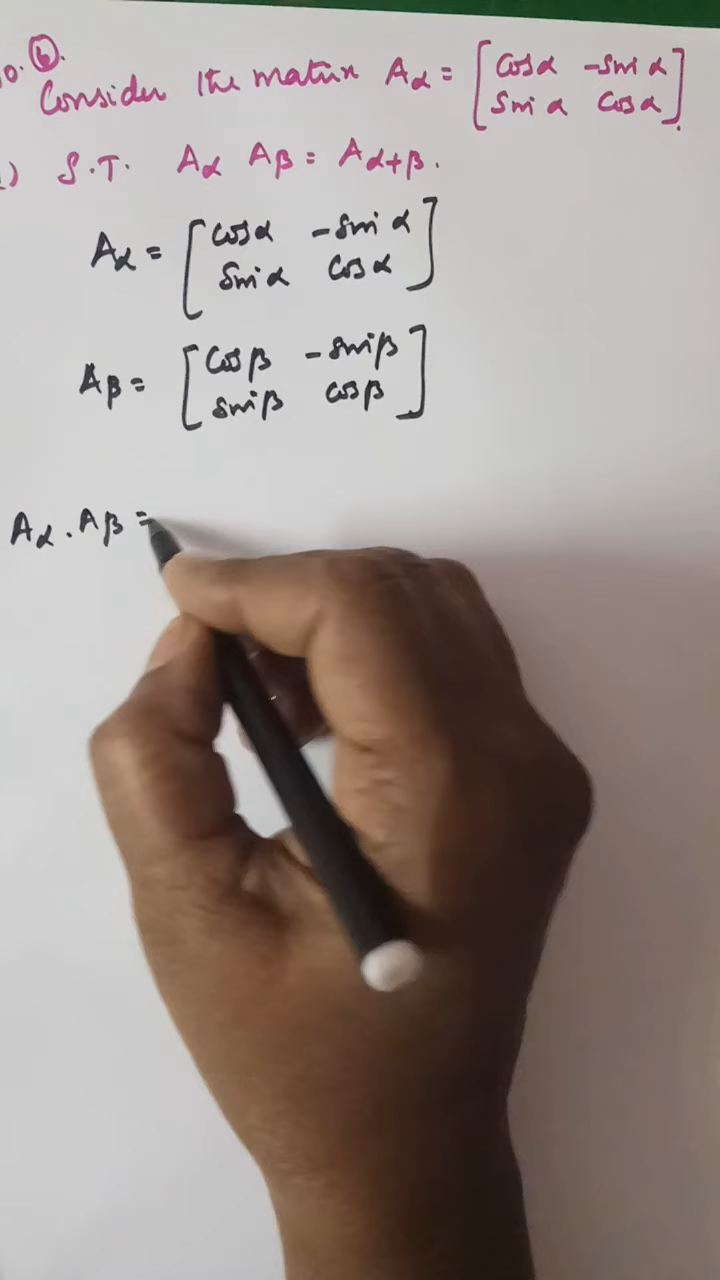 0. (b).
Consider the matrix Aα = [cosα -sinα
sinα cosα].
) S.T. Aα Aβ = Aα+β.
Aα = [cosα -sinα
sinα cosα]
Aβ = [cosβ -sinβ
sinβ cosβ]
Aα . Aβ =